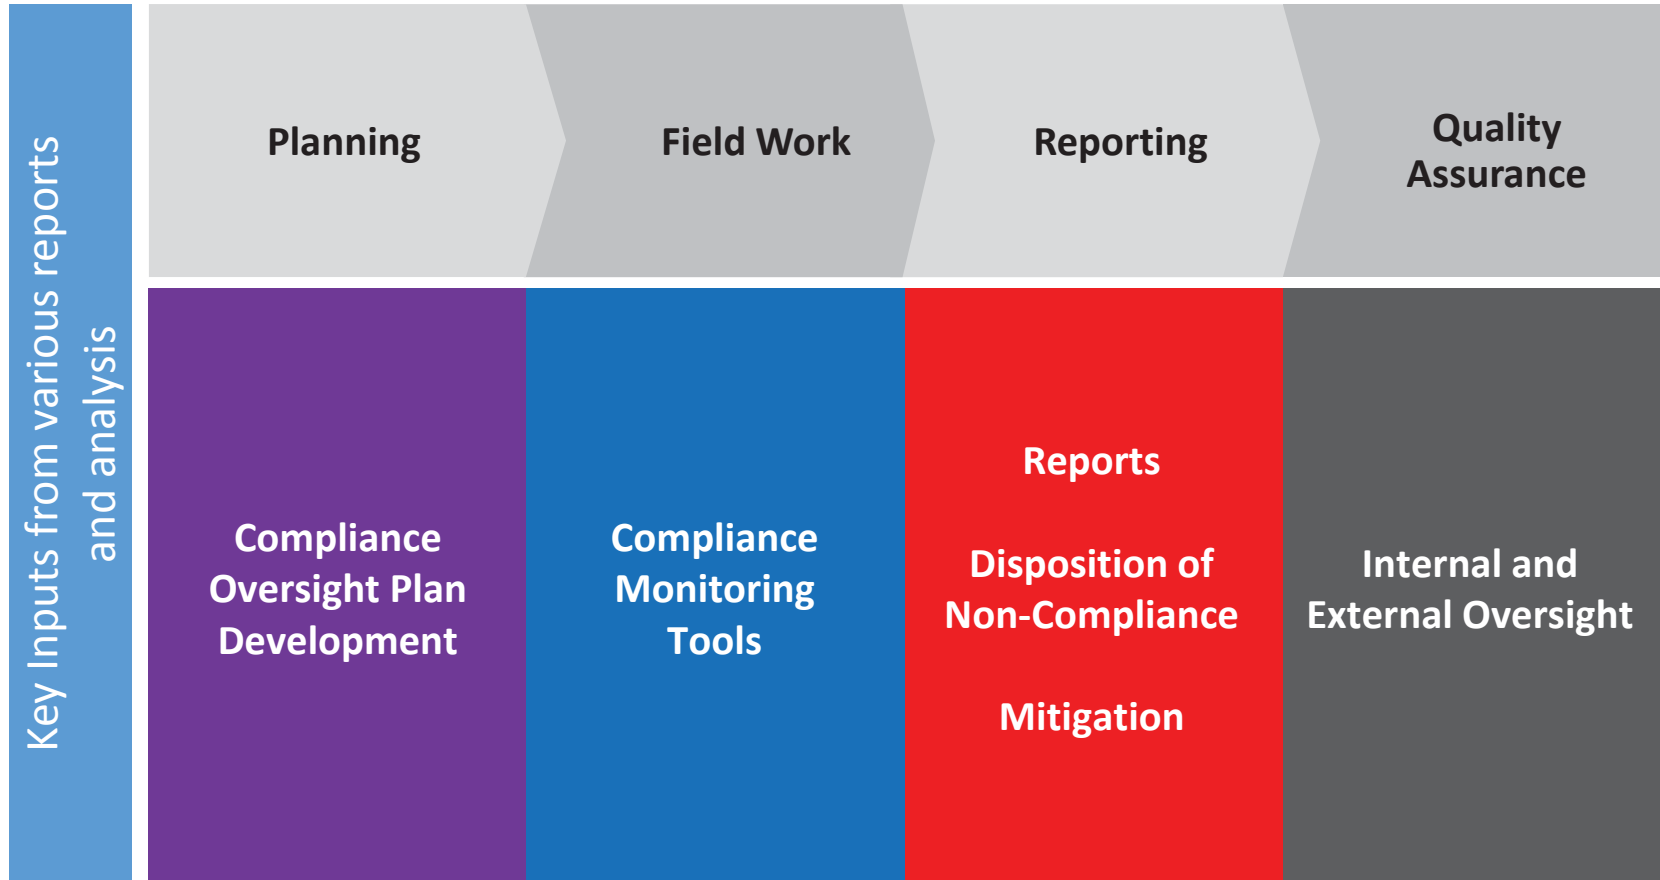 Key Inputs from various reports
and analysis
Planning
Field Work
Reporting
Quality
Assurance
Compliance
Oversight Plan
Development
Compliance
Monitoring
Tools
Reports
Disposition of
Non-Compliance
Mitigation
Internal and
External Oversight